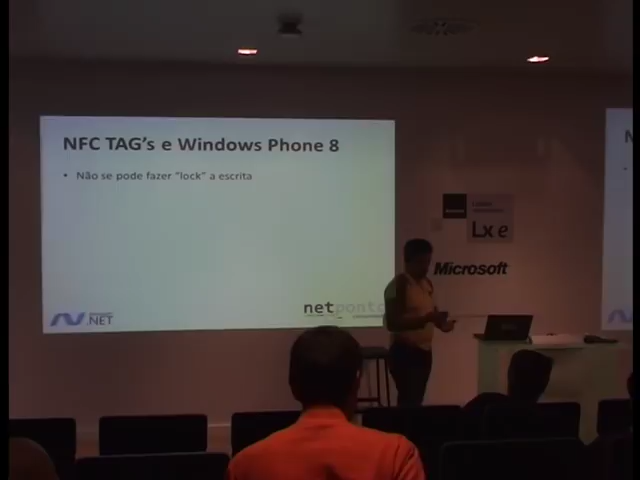 NFC TAG's e Windows Phone 8
• Não se pode fazer "lock" a escrita
.NET
netponto
Lx e
Microsoft
N